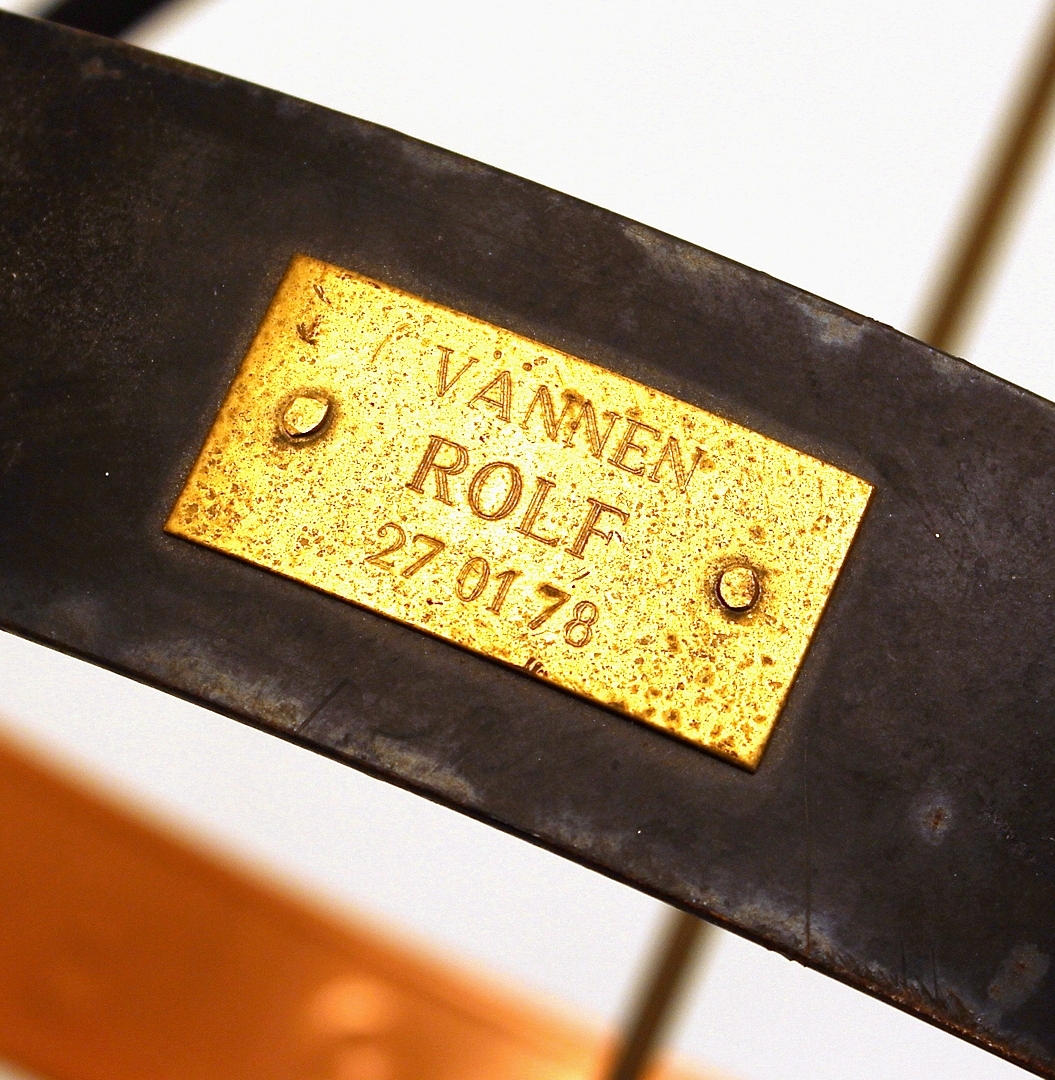 VÄNNEN
ROLF
27 01 78